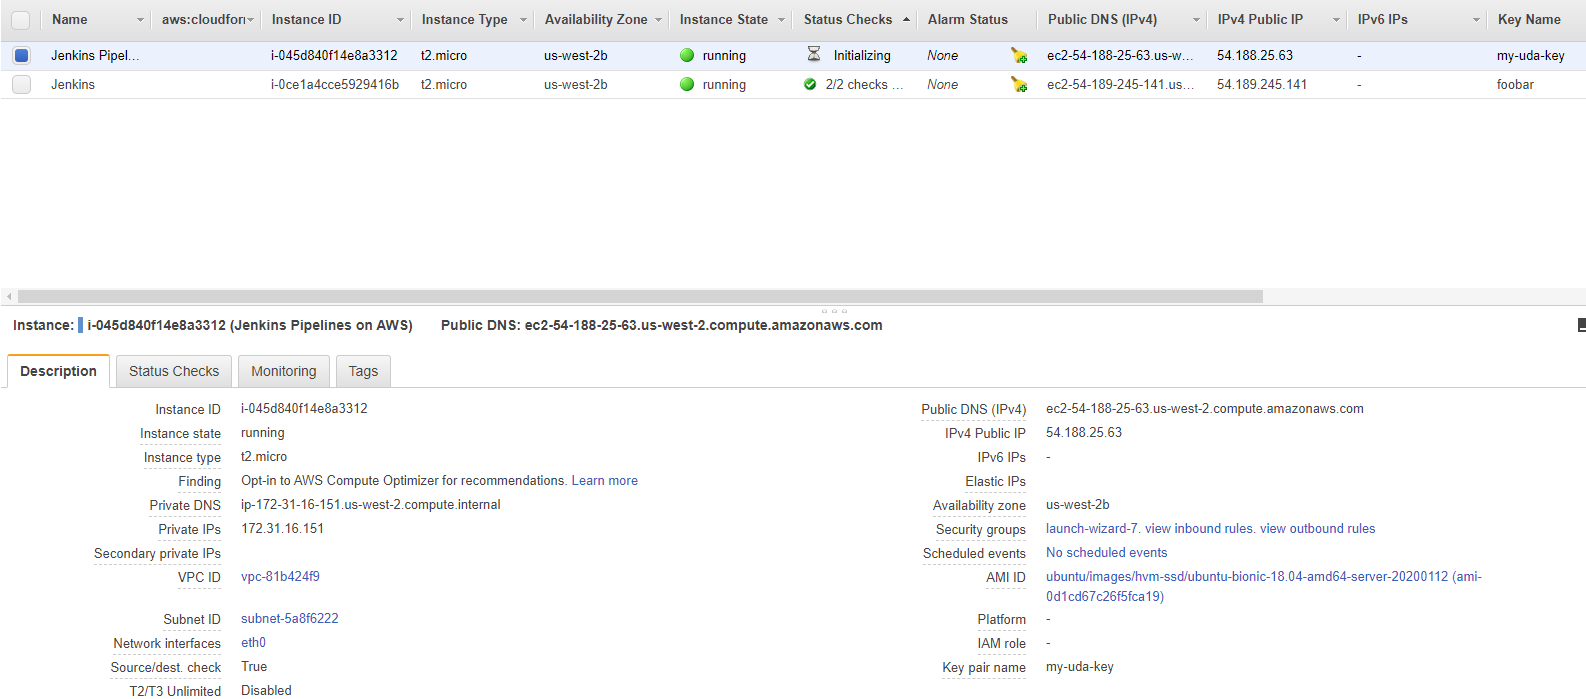 Name aws:cloudforn Instance ID Instance Type Availability Zone Instance State Status Checks Alarm Status Public DNS (IPv4) IPv4 Public IP IPv6 IPs Key Name
Jenkins Pipel... i-045d840f14e8a3312 t2.micro us-west-2b running Initializing None ec2-54-188-25-63.us-w... 54.188.25.63 - my-uda-key
Jenkins i-0ce1a4cce5929416b t2.micro us-west-2b running 2/2 checks ... None ec2-54-189-245-141.us... 54.189.245.141 - foobar
Instance: i-045d840f14e8a3312 (Jenkins Pipelines on AWS) Public DNS: ec2-54-188-25-63.us-west-2.compute.amazonaws.com
Description Status Checks Monitoring Tags
Instance ID i-045d840f14e8a3312 Public DNS (IPv4) ec2-54-188-25-63.us-west-2.compute.amazonaws.com
Instance state running IPv4 Public IP 54.188.25.63
Instance type t2.micro IPv6 IPs -
Finding Opt-in to AWS Compute Optimizer for recommendations. Learn more Elastic IPs
Private DNS ip-172-31-16-151.us-west-2.compute.internal Availability zone us-west-2b
Private IPs 172.31.16.151 Security groups launch-wizard-7. view inbound rules. view outbound rules
Secondary private IPs Scheduled events No scheduled events
VPC ID vpc-81b424f9 AMI ID ubuntu/images/hvm-ssd/ubuntu-bionic-18.04-amd64-server-20200112 (ami-
0d1cd67c26f5fca19)
Subnet ID subnet-5a8f6222 Platform -
Network interfaces eth0 IAM role -
Source/dest. check True Key pair name my-uda-key
T2/T3 Unlimited Disabled